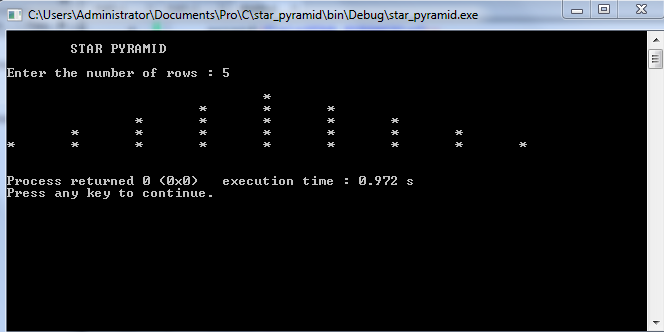 C:\Users\Administrator\Documents\Pro\C\star_pyramid\bin\Debug\star_pyramid.exe
STAR PYRAMID
Enter the number of rows : 5
*
* * *
* * * * *
* * * * * * *
* * * * * * * * *
Process returned 0 (0x0)   execution time : 0.972 s
Press any key to continue.